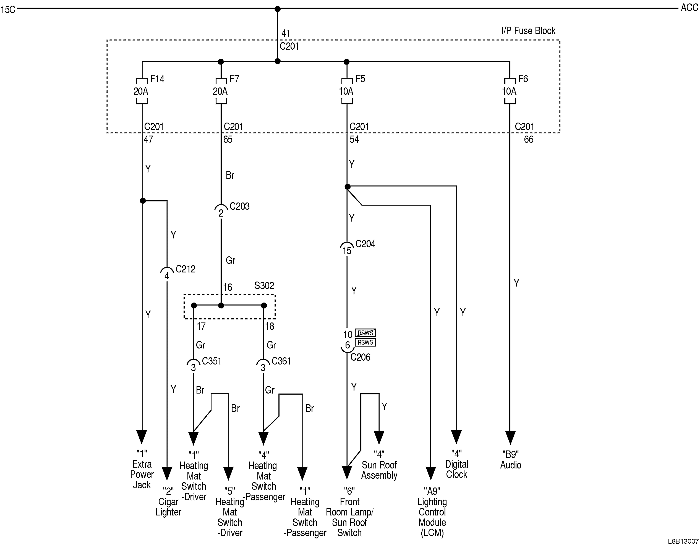 15C
ACC
41
C201
I/P Fuse Block
F14
20A
F7
20A
F5
10A
F6
10A
C201
47
C201
65
C201
54
C201
66
Y
Br
Y
C203
2
Y
Y
C204
15
C212
4
Gr
16
S302
Y
Y
Y
Y
Y
17
18
10
6
C206
Gr
Gr
C351
3
C361
3
Y
Br
Br
Gr
Br
Y
Y
"1"
Extra
Power
Jack
"2"
Cigar
Lighter
"1"
Heating
Mat
Switch
-Driver
"5"
Heating
Mat
Switch
-Driver
"4"
Heating
Mat
Switch
-Passenger
"1"
Heating
Mat
Switch
-Passenger
"6"
Front
Room Lamp/
Sun Roof
Switch
"4"
Sun Roof
Assembly
"A9"
Lighting
Control
Module
(LCM)
"4"
Digital
Clock
"B9"
Audio